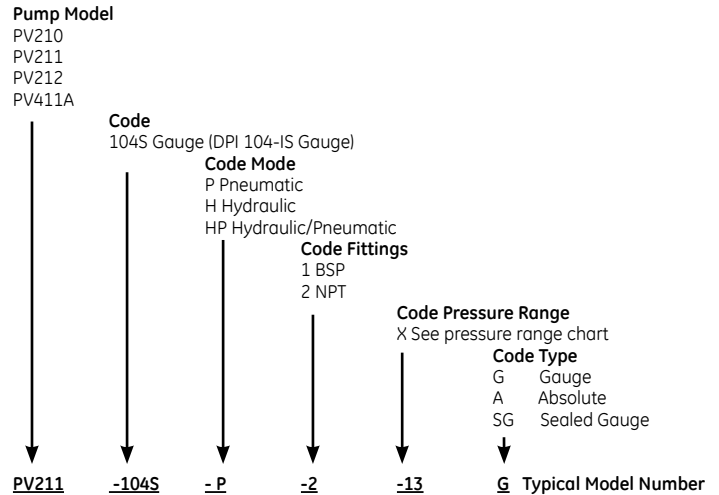 Pump Model
PV210
PV211
PV212
PV411A
Code
104S Gauge (DPI 104-IS Gauge)
Code Mode
P Pneumatic
H Hydraulic
HP Hydraulic/Pneumatic
Code Fittings
1 BSP
2 NPT
Code Pressure Range
X See pressure range chart
Code Type
G Gauge
A Absolute
SG Sealed Gauge
PV211 -104S - P -2 -13 G Typical Model Number